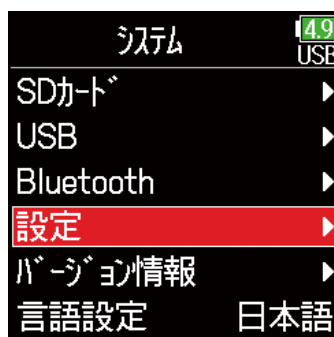 システム
4.9
USB
SDカード
USB
Bluetooth
設定
バージョン情報
言語設定 日本語